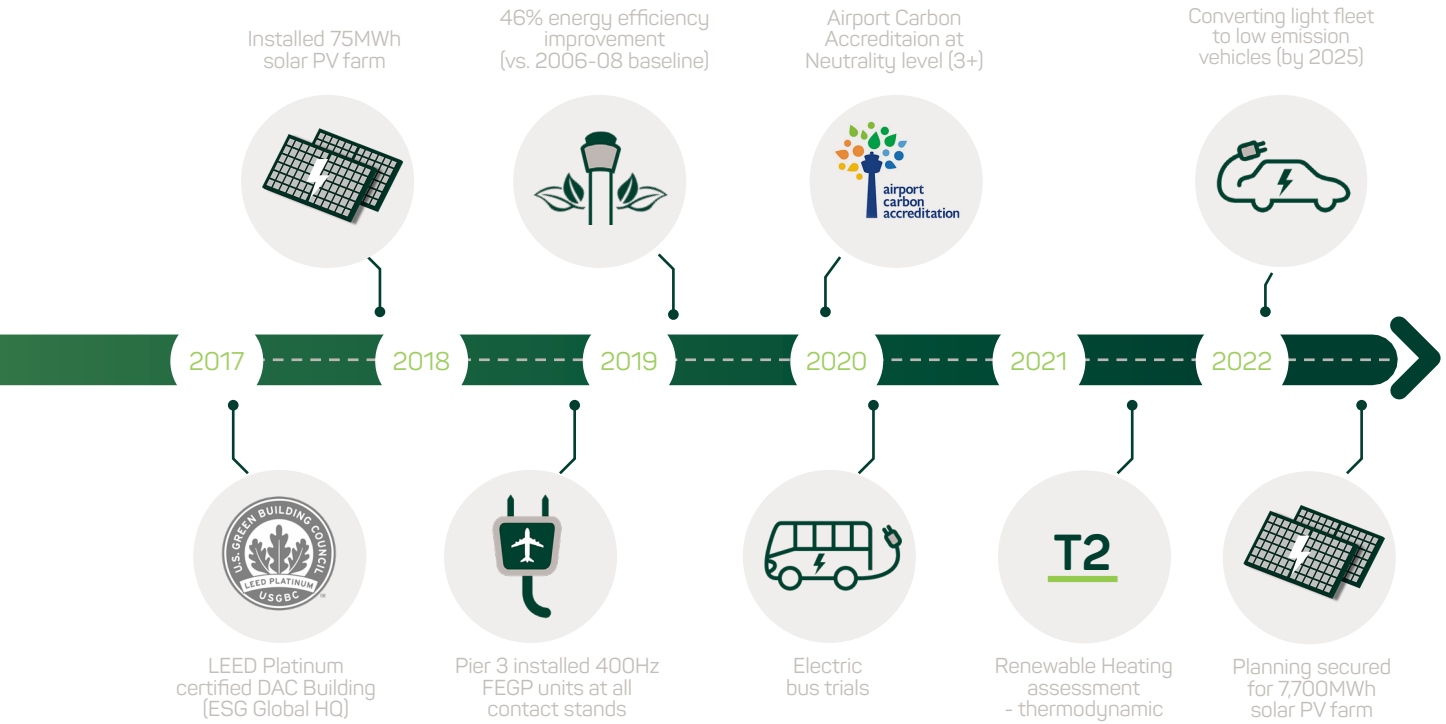 Installed 75MWh
solar PV farm
46% energy efficiency
improvement
(vs. 2006-08 baseline)
Airport Carbon
Accreditaion at
Neutrality level (3+)
Converting light fleet
to low emission
vehicles (by 2025)
airport
carbon
accreditation
2017
2018
2019
2020
2021
2022
U.S. GREEN BUILDING COUNCIL
LEED PLATINUM
USGBC
TM
T2
LEED Platinum
certified DAC Building
(ESG Global HQ)
Pier 3 installed 400Hz
FEGP units at all
contact stands
Electric
bus trials
Renewable Heating
assessment
- thermodynamic
Planning secured
for 7,700MWh
solar PV farm